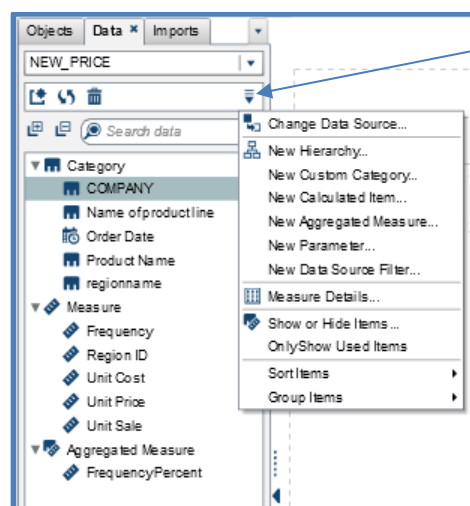 Objects Data Imports
NEW_PRICE
Search data
Category
COMPANY
Name of product line
Order Date
Product Name
regionname
Measure
Frequency
Region ID
Unit Cost
Unit Price
Unit Sale
Aggregated Measure
FrequencyPercent
Change Data Source...
New Hierarchy...
New Custom Category...
New Calculated Item...
New Aggregated Measure...
New Parameter...
New Data Source Filter...
Measure Details...
Show or Hide Items...
Only Show Used Items
Sort Items
Group Items